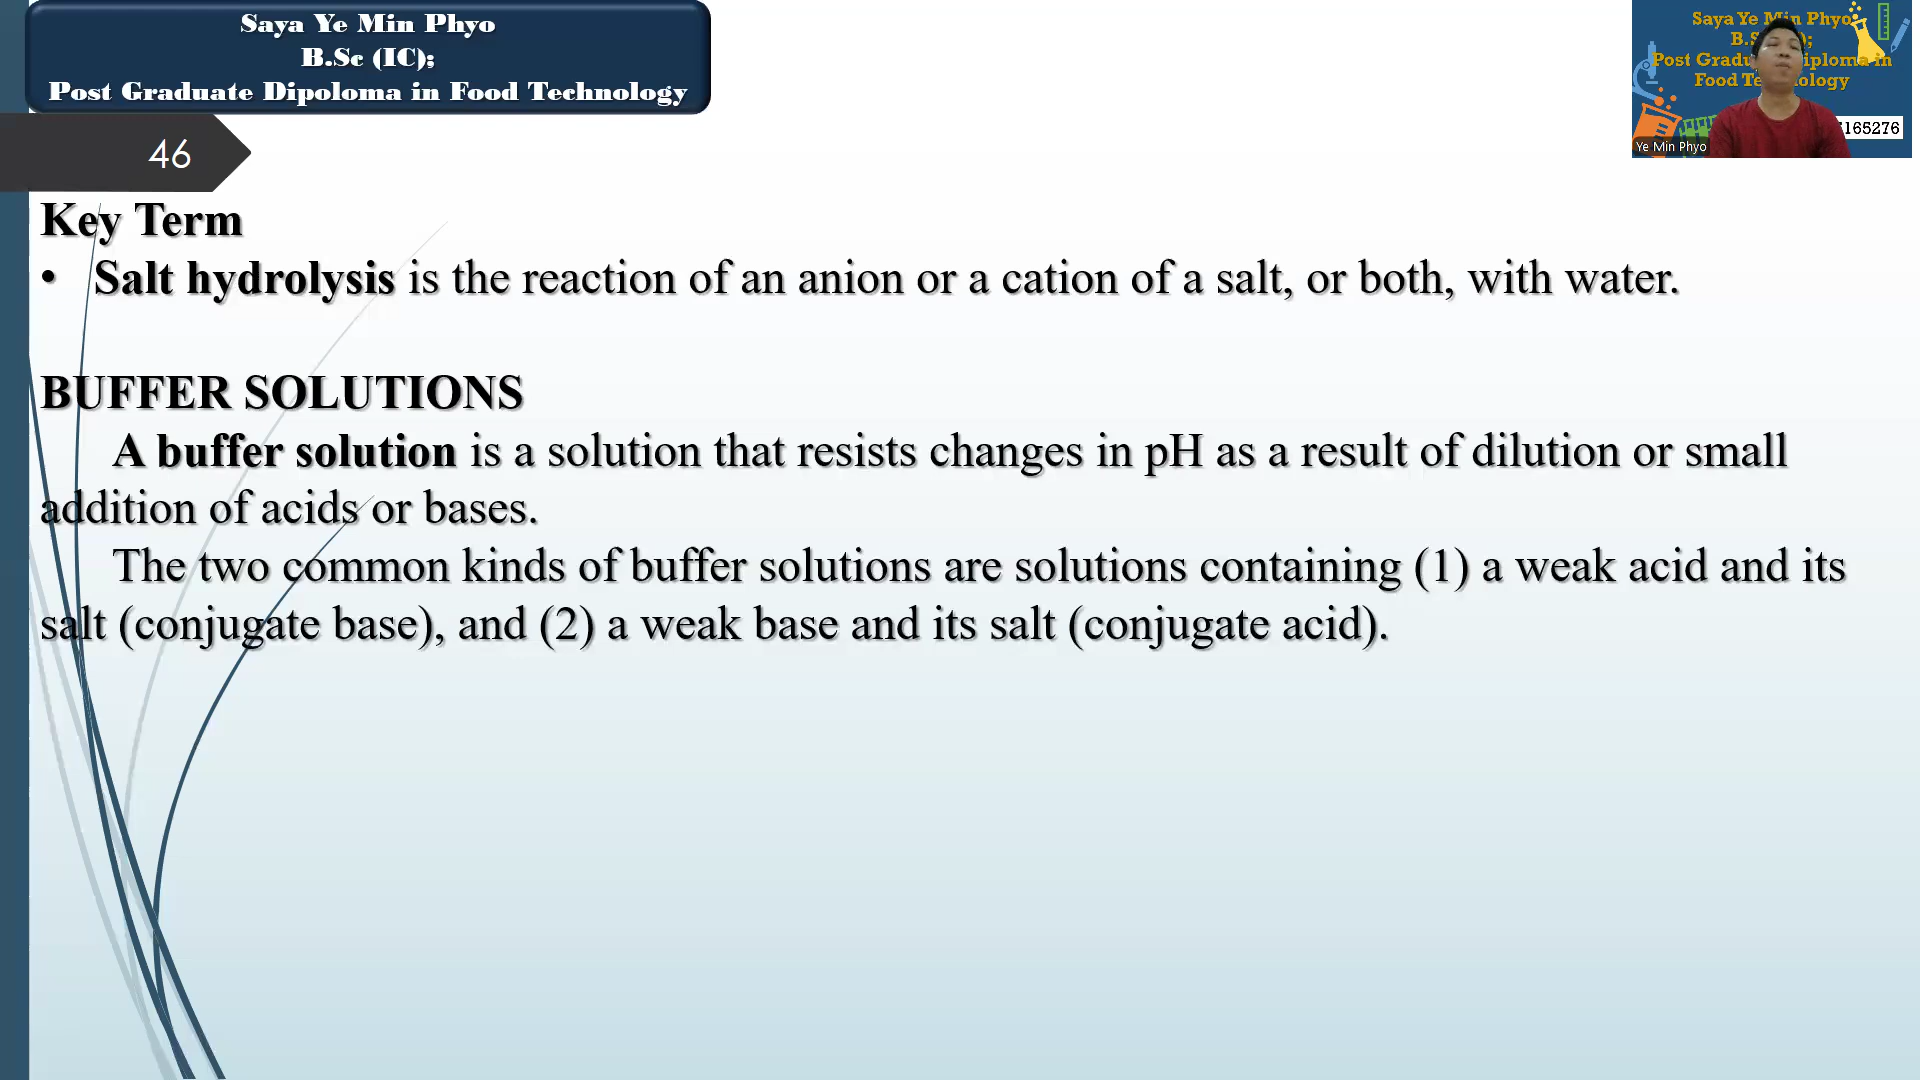 Saya Ye Min Phyo
B.Sc (IC);
Post Graduate Dipoloma in Food Technology
46
Key Term
• Salt hydrolysis is the reaction of an anion or a cation of a salt, or both, with water.
BUFFER SOLUTIONS
A buffer solution is a solution that resists changes in pH as a result of dilution or small
addition of acids or bases.
The two common kinds of buffer solutions are solutions containing (1) a weak acid and its
salt (conjugate base), and (2) a weak base and its salt (conjugate acid).
Saya Ye Min Phyo
Post in
Food
165276
Ye Min Phyo